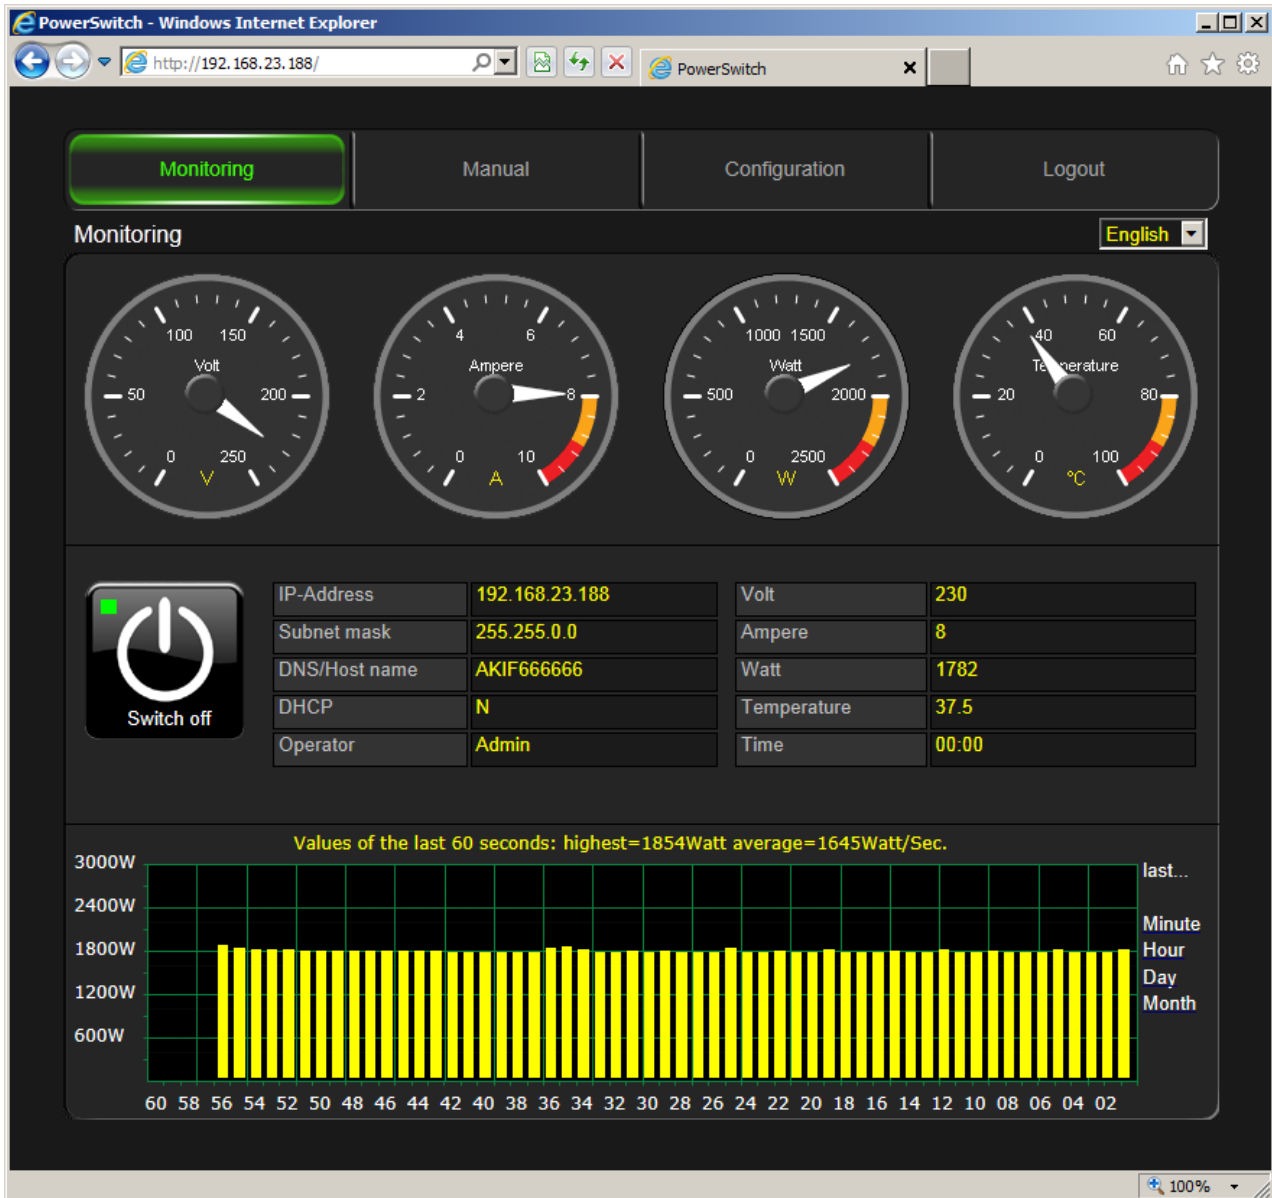 PowerSwitch - Windows Internet Explorer
http://192.168.23.188/
PowerSwitch
Monitoring Manual Configuration Logout
Monitoring English
100 150
Volt
50 200
0 250
V
4 6
Ampere
2 8
0 10
A
1000 1500
Watt
500 2000
0 2500
W
40 60
Temperature
20 80
0 100
°C
Switch off
IP-Address 192.168.23.188 Volt 230
Subnet mask 255.255.0.0 Ampere 8
DNS/Host name AKIF666666 Watt 1782
DHCP N Temperature 37.5
Operator Admin Time 00:00
Values of the last 60 seconds: highest=1854Watt average=1645Watt/Sec.
3000W
2400W
1800W
1200W
600W
last...
Minute
Hour
Day
Month
60 58 56 54 52 50 48 46 44 42 40 38 36 34 32 30 28 26 24 22 20 18 16 14 12 10 08 06 04 02
100%